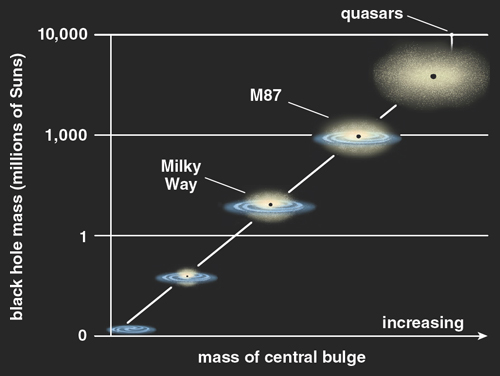 quasars
10,000
M87
1,000
Milky
Way
1
0
increasing
mass of central bulge
black hole mass (millions of Suns)